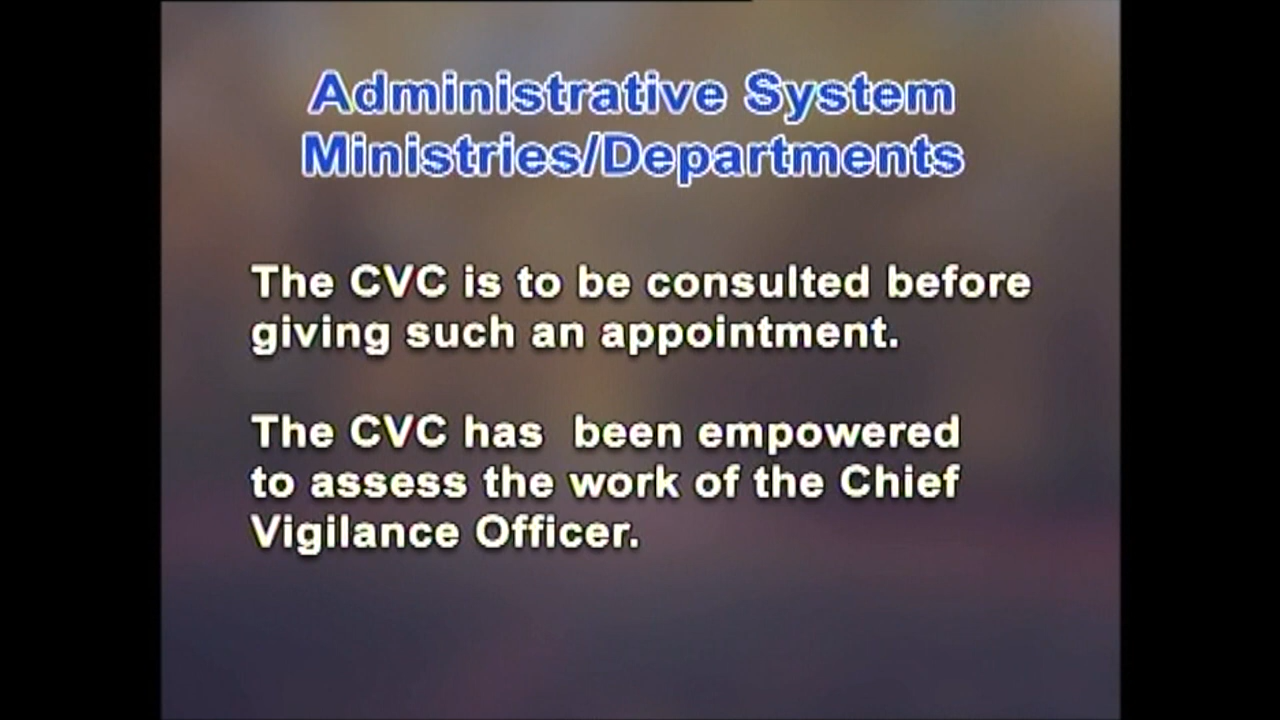 Administrative System
Ministries/Departments
The CVC is to be consulted before
giving such an appointment.
The CVC has  been empowered
to assess the work of the Chief
Vigilance Officer.